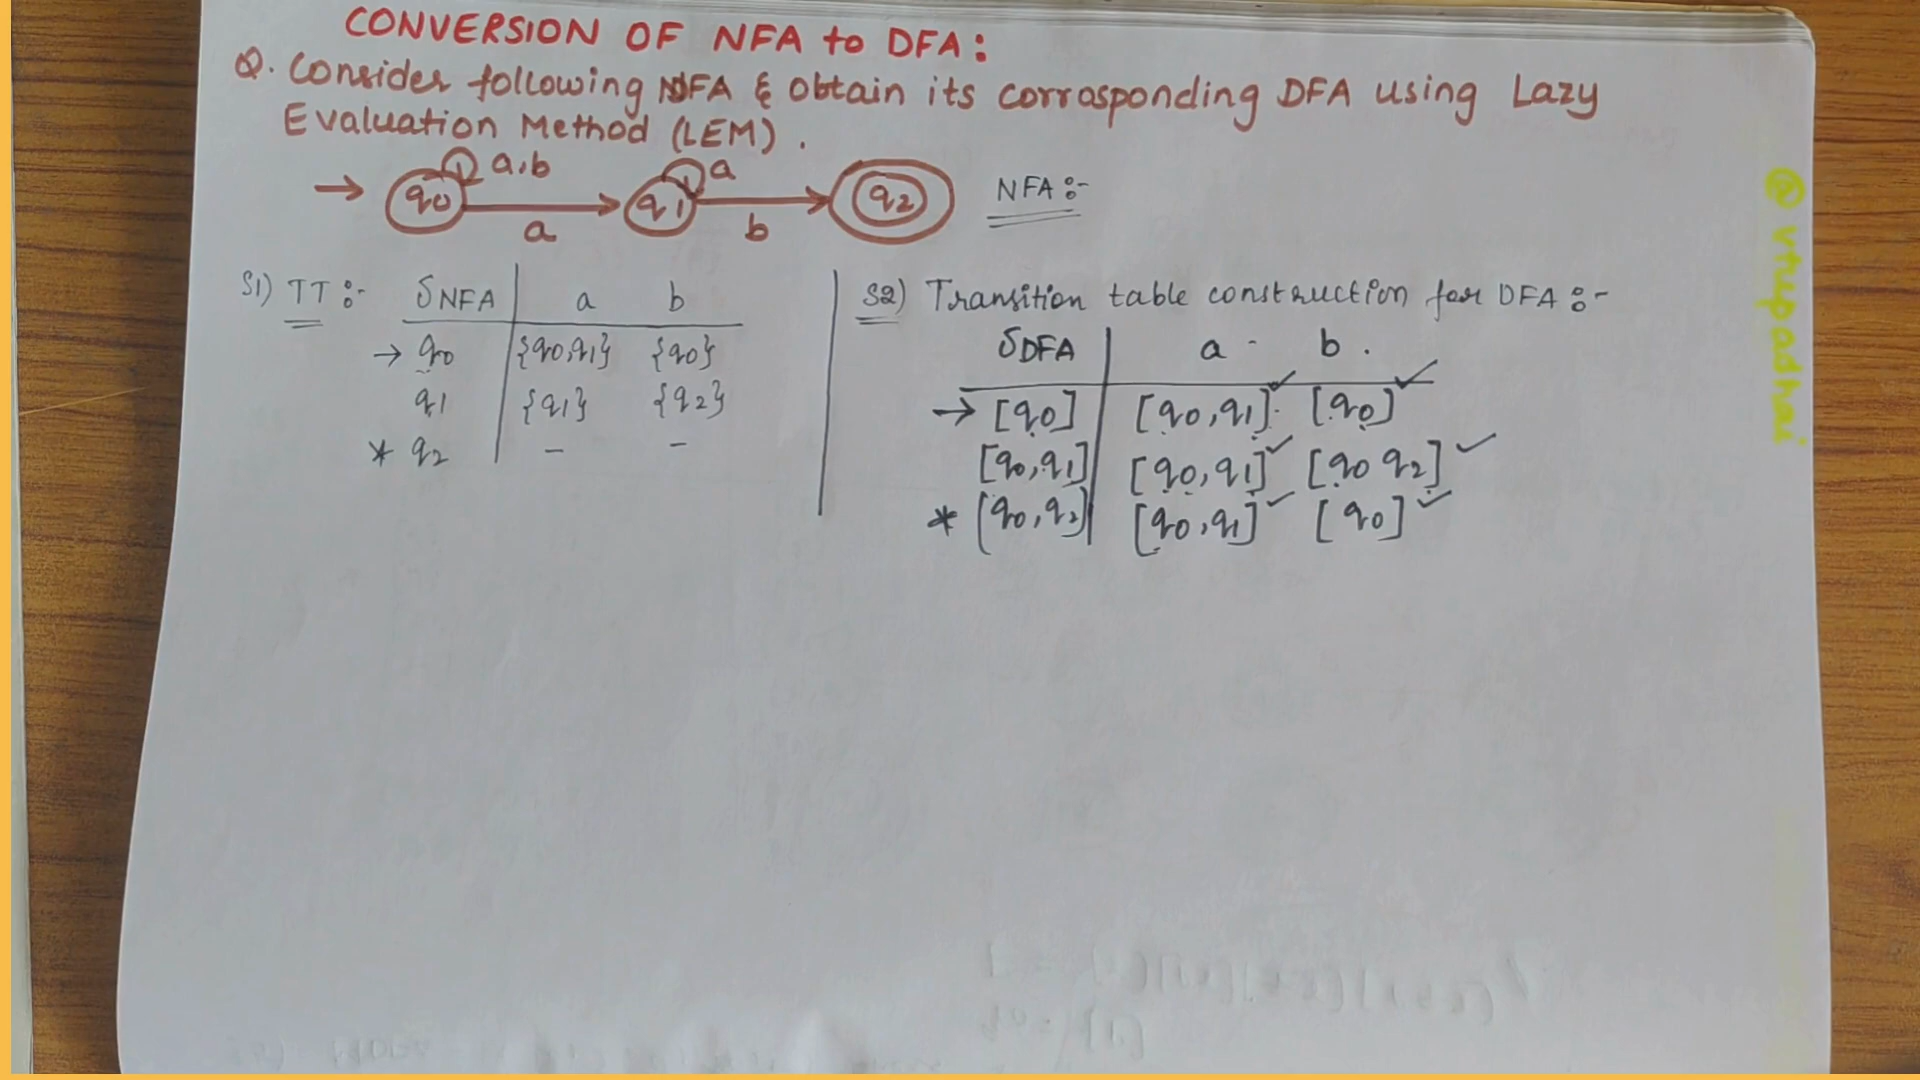 CONVERSION OF NFA to DFA:
Q. Consider following NFA & obtain its corrosponding DFA using Lazy
Evaluation Method (LEM).
q0 a,b a q1 a b q2 NFA :-
S1) TT :-
δNFA a b
→ q0 {q0,q1} {q0}
q1 {q1} {q2}
* q2 - -
S2) Transition table construction for DFA :-
δDFA a b .
→ [q0] [q0,q1] ✓ [q0] ✓
[q0,q1] [q0,q1] ✓ [q0 q2] ✓
* [q0,q2] [q0,q1] ✓ [q0] ✓
@vtupadhai